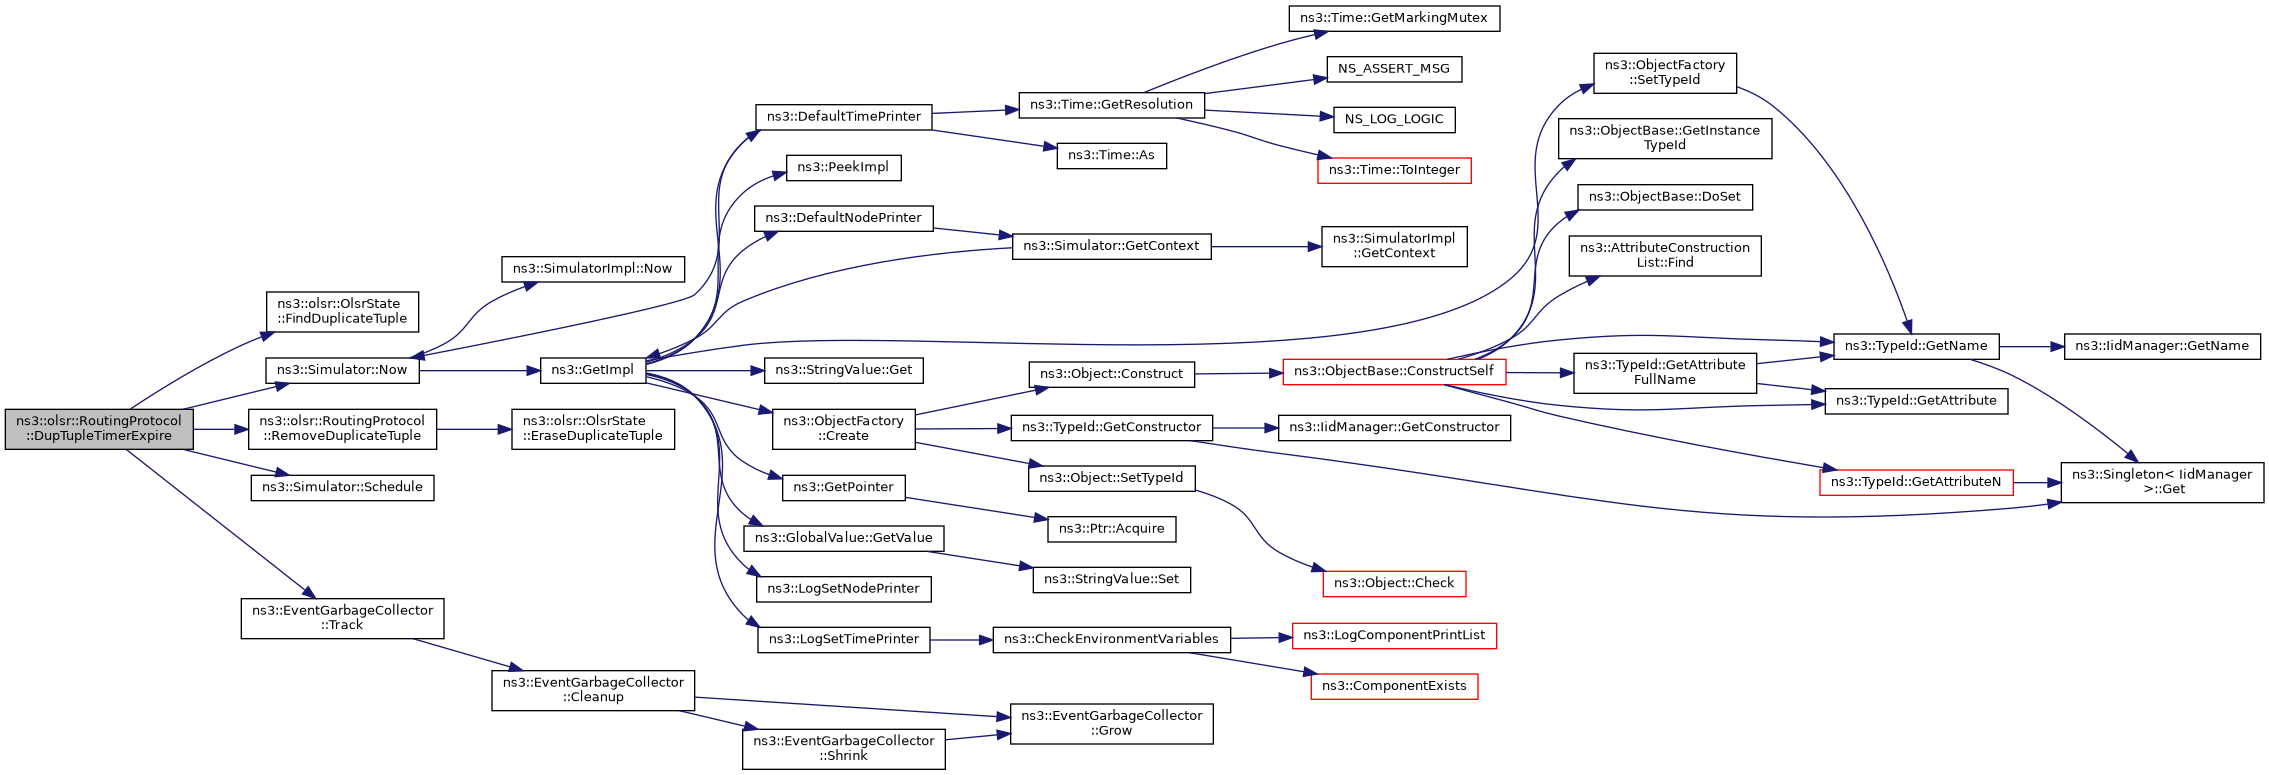 ns3::olsr::RoutingProtocol
::DupTupleTimerExpire
ns3::olsr::OlsrState
::FindDuplicateTuple
ns3::Simulator::Now
ns3::olsr::RoutingProtocol
::RemoveDuplicateTuple
ns3::Simulator::Schedule
ns3::EventGarbageCollector
::Track
ns3::SimulatorImpl::Now
ns3::GetImpl
ns3::olsr::OlsrState
::EraseDuplicateTuple
ns3::EventGarbageCollector
::Cleanup
ns3::DefaultTimePrinter
ns3::PeekImpl
ns3::DefaultNodePrinter
ns3::StringValue::Get
ns3::ObjectFactory
::Create
ns3::GetPointer
ns3::GlobalValue::GetValue
ns3::LogSetNodePrinter
ns3::LogSetTimePrinter
ns3::EventGarbageCollector
::Shrink
ns3::Time::GetResolution
ns3::Time::As
ns3::Simulator::GetContext
ns3::Object::Construct
ns3::TypeId::GetConstructor
ns3::Object::SetTypeId
ns3::Ptr::Acquire
ns3::StringValue::Set
ns3::CheckEnvironmentVariables
ns3::EventGarbageCollector
::Grow
ns3::Time::GetMarkingMutex
NS_ASSERT_MSG
NS_LOG_LOGIC
ns3::Time::ToInteger
ns3::SimulatorImpl
::GetContext
ns3::ObjectBase::ConstructSelf
ns3::IidManager::GetConstructor
ns3::Object::Check
ns3::LogComponentPrintList
ns3::ComponentExists
ns3::ObjectFactory
::SetTypeId
ns3::ObjectBase::GetInstance
TypeId
ns3::ObjectBase::DoSet
ns3::AttributeConstruction
List::Find
ns3::TypeId::GetAttribute
FullName
ns3::TypeId::GetName
ns3::TypeId::GetAttribute
ns3::TypeId::GetAttributeN
ns3::IidManager::GetName
ns3::Singleton< IidManager
>::Get